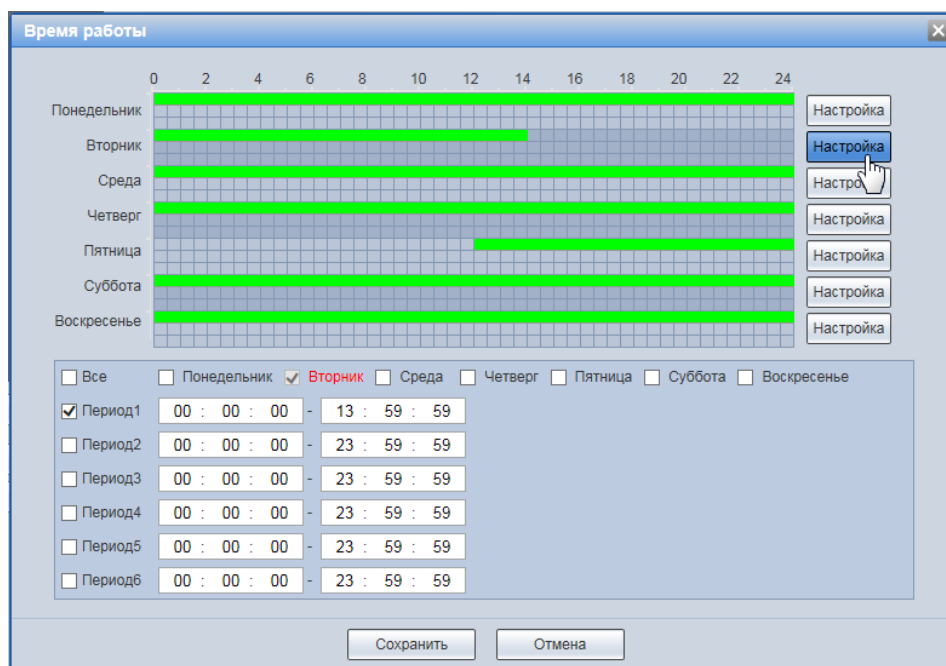 Время работы
0 2 4 6 8 10 12 14 16 18 20 22 24
Понедельник Настройка
Вторник Настройка
Среда Настройка
Четверг Настройка
Пятница Настройка
Суббота Настройка
Воскресенье Настройка
Все Понедельник Вторник Среда Четверг Пятница Суббота Воскресенье
Период1 00 : 00 : 00 - 13 : 59 : 59
Период2 00 : 00 : 00 - 23 : 59 : 59
Период3 00 : 00 : 00 - 23 : 59 : 59
Период4 00 : 00 : 00 - 23 : 59 : 59
Период5 00 : 00 : 00 - 23 : 59 : 59
Период6 00 : 00 : 00 - 23 : 59 : 59
Сохранить Отмена